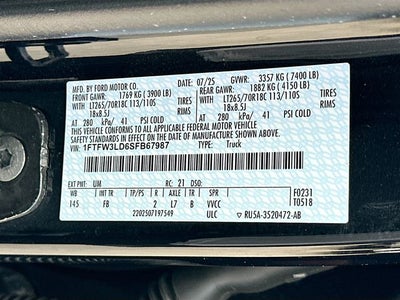 MFD. BY FORD MOTOR CO. 07/25 GVWR: 3357 KG (7400 LB)
FRONT GAWR: 1769 KG (3900 LB) REAR GAWR: 1882 KG (4150 LB)
LT265/70R18C 113/110S TIRES LT265/70R18C 113/110S TIRES
18x8.5J RIMS 18x8.5J RIMS
AT 280 kPa/ 41 PSI COLD AT 280 kPa/ 41 PSI COLD
THIS VEHICLE CONFORMS TO ALL APPLICABLE FEDERAL MOTOR VEHICLE
SAFETY STANDARDS IN EFFECT ON THE DATE OF MANUFACTURE SHOWN ABOVE.
VIN: 1FTFW3LD6SFB67987 TYPE: Truck
EXT PNT: UM RC: 21 DSO:
WB INT TR TP/PS R AXLE TR SPR F0231
145 FB 2 L7 B VVCC T0518
2202507197549 ULC RU5A-3520472-AB